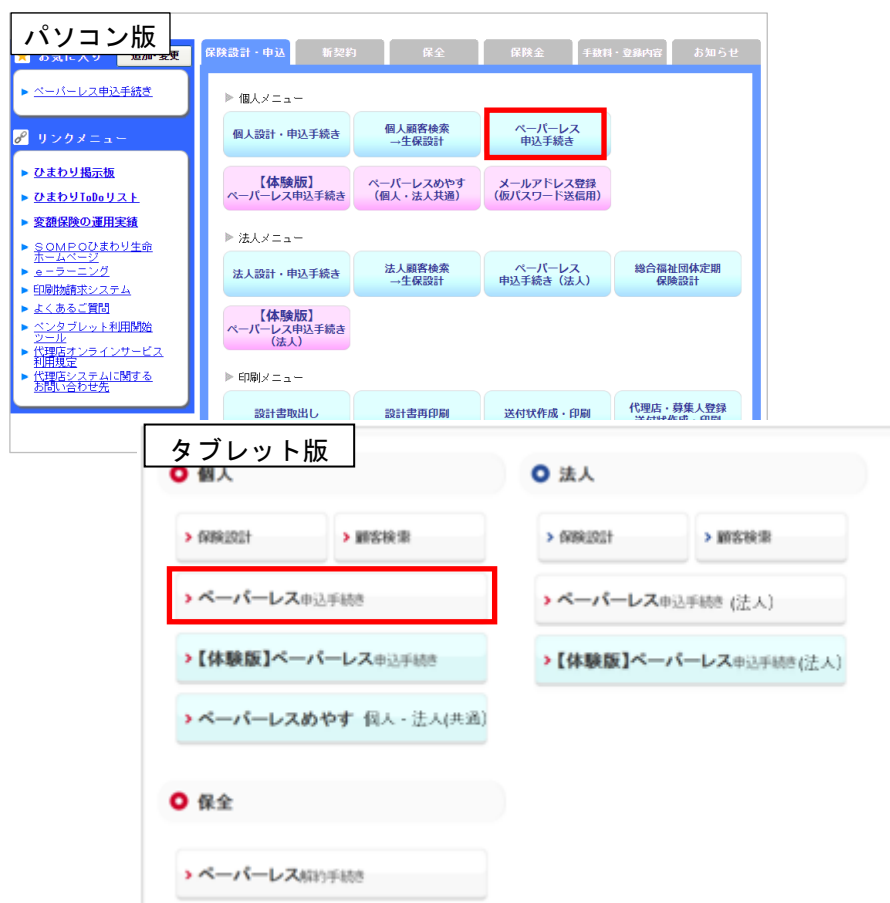 パソコン版
お気に入り 追加・変更
ペーパーレス申込手続き
リンクメニュー
ひまわり掲示板
ひまわりToDoリスト
変額保険の運用実績
SOMPOひまわり生命
ホームページ
e-ラーニング
印刷物請求システム
よくあるご質問
ペンタブレット利用開始
ツール
代理店オンラインサービス
利用規定
代理店システムに関する
お問い合わせ先
保険設計・申込 新契約 保全 保険金 手数料・登録内容 お知らせ
個人メニュー
個人設計・申込手続き
個人顧客検索
→生保設計
ペーパーレス
申込手続き
【体験版】
ペーパーレス申込手続き
ペーパーレスめやす
(個人・法人共通)
メールアドレス登録
(仮パスワード送信用)
法人メニュー
法人設計・申込手続き
法人顧客検索
→生保設計
ペーパーレス
申込手続き(法人)
総合福祉団体定期
保険設計
【体験版】
ペーパーレス申込手続き
(法人)
印刷メニュー
設計書取出し
設計書再印刷
送付状作成・印刷
代理店・募集人登録
送付状作成・印刷
タブレット版
個人
保険設計
顧客検索
ペーパーレス申込手続き
【体験版】ペーパーレス申込手続き
ペーパーレスめやす 個人・法人(共通)
法人
保険設計
顧客検索
ペーパーレス申込手続き (法人)
【体験版】ペーパーレス申込手続き(法人)
保全
ペーパーレス解約手続き